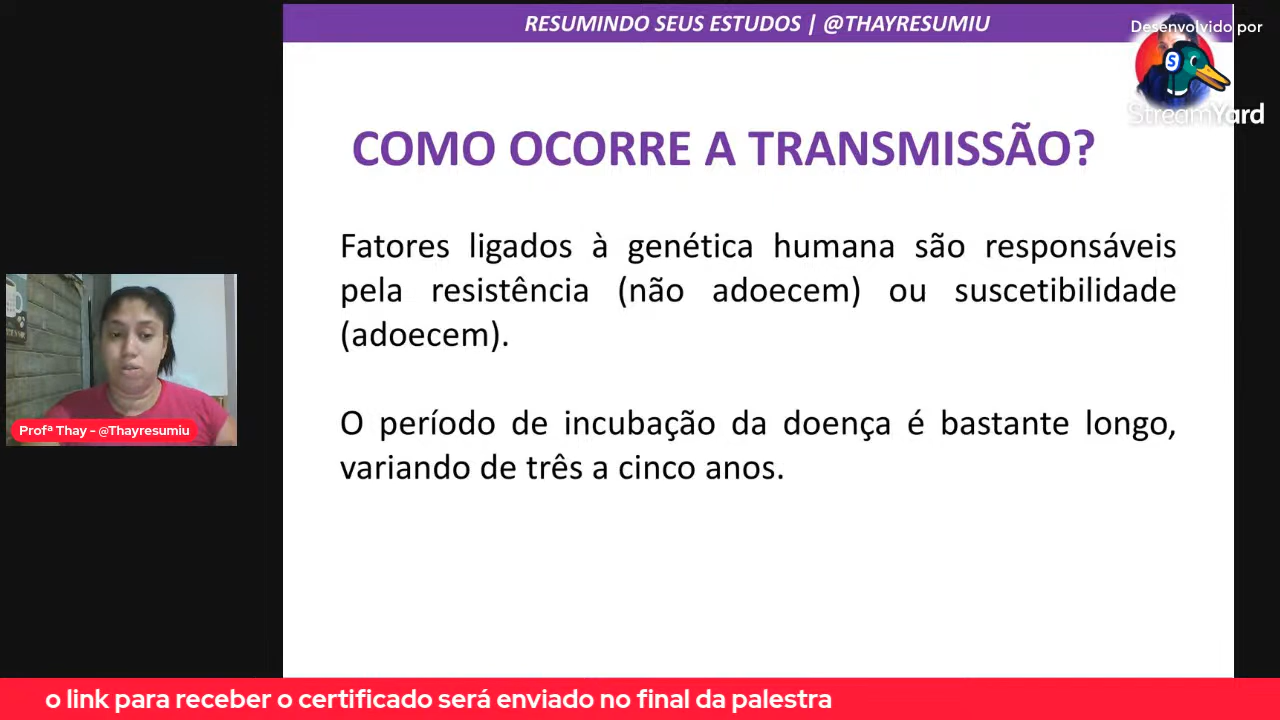 RESUMINDO SEUS ESTUDOS | @THAYRESUMIU
Desenvolvido por
S
StreamYard
COMO OCORRE A TRANSMISSÃO?
Fatores ligados à genética humana são responsáveis
pela resistência (não adoecem) ou suscetibilidade
(adoecem).
O período de incubação da doença é bastante longo,
variando de três a cinco anos.
Profª Thay - @Thayresumiu
o link para receber o certificado será enviado no final da palestra